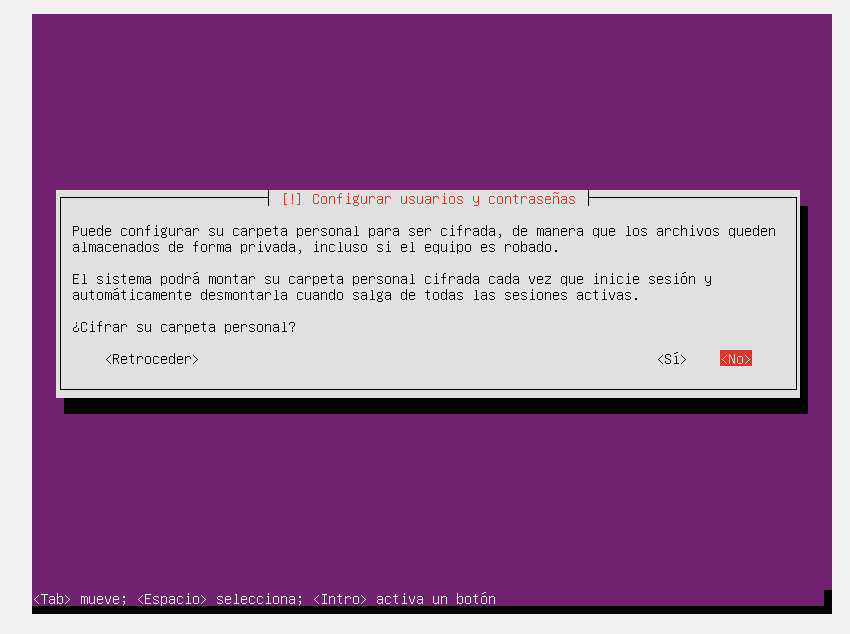 [!] Configurar usuarios y contraseñas
Puede configurar su carpeta personal para ser cifrada, de manera que los archivos queden
almacenados de forma privada, incluso si el equipo es robado.
El sistema podrá montar su carpeta personal cifrada cada vez que inicie sesión y
automáticamente desmontarla cuando salga de todas las sesiones activas.
¿Cifrar su carpeta personal?
<Retroceder> <Sí> <No>
<Tab> mueve; <Espacio> selecciona; <Intro> activa un botón